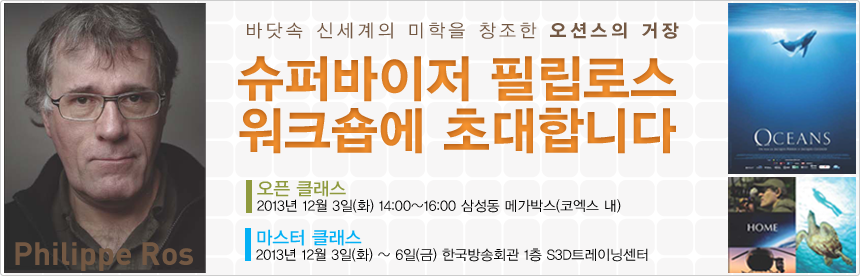 바닷속 신세계의 미학을 창조한 오션스의 거장
슈퍼바이저 필립로스
워크숍에 초대합니다
오픈 클래스
2013년 12월 3일(화) 14:00~16:00 삼성동 메가박스(코엑스 내)
마스터 클래스
2013년 12월 3일(화) ~ 6일(금) 한국방송회관 1층 S3D트레이닝센터
Philippe Ros
OCEANS
HOME